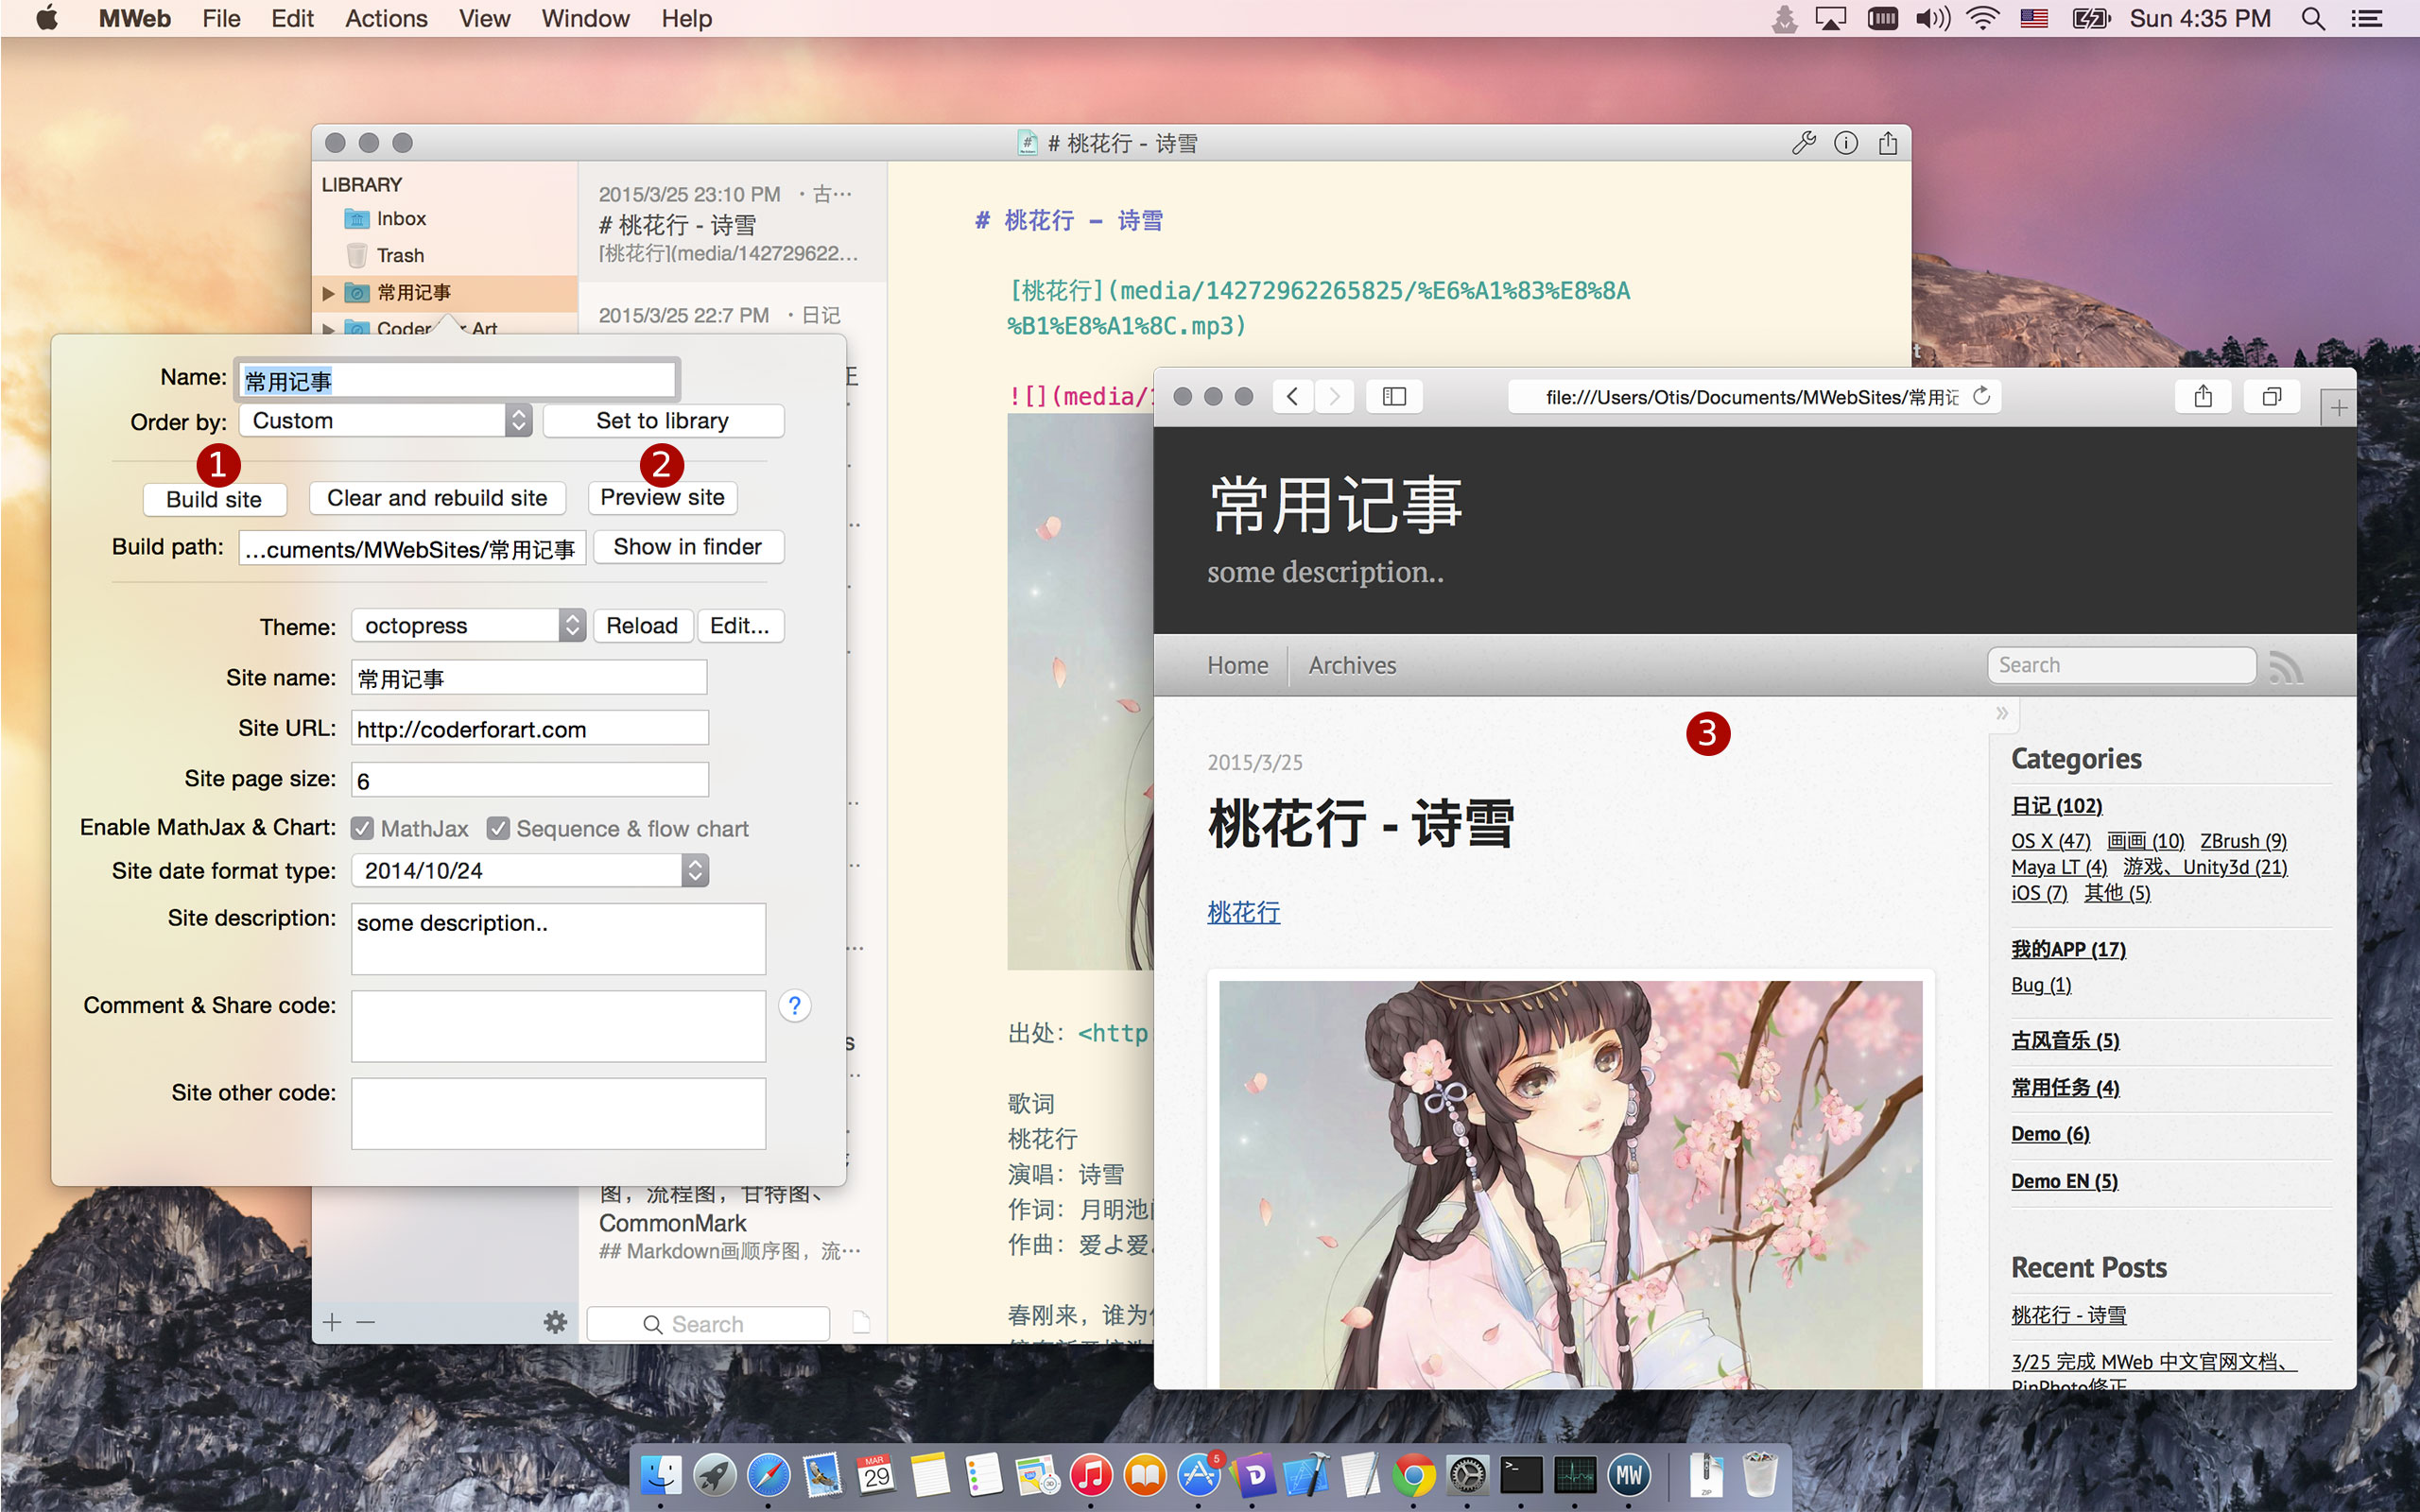 MWeb File Edit Actions View Window Help
Sun 4:35 PM
# 桃花行 - 诗雪
LIBRARY
Inbox
Trash
常用记事
Coder
r Art
2015/3/25 23:10 PM ・古…
# 桃花行 - 诗雪
[桃花行](media/142729622…
2015/3/25 22:7 PM ・日记
# 桃花行 – 诗雪
[桃花行](media/14272962265825/%E6%A1%83%E8%8A
%B1%E8%A1%8C.mp3)
![](media/
Name: 常用记事
Order by: Custom Set to library
1 2
Build site Clear and rebuild site Preview site
Build path: ...cuments/MWebSites/常用记事 Show in finder
Theme: octopress Reload Edit...
Site name: 常用记事
Site URL: http://coderforart.com
Site page size: 6
Enable MathJax & Chart: MathJax Sequence & flow chart
Site date format type: 2014/10/24
Site description: some description..
Comment & Share code: ?
Site other code:
图，流程图，甘特图、
CommonMark
## Markdown画顺序图，流…
Search
出处：<http
歌词
桃花行
演唱：诗雪
作词：月明池
作曲：爱よ爱
春刚来，谁为
file:///Users/Otis/Documents/MWebSites/常用记
常用记事
some description..
Home Archives
Search
3
2015/3/25
桃花行 - 诗雪
桃花行
Categories
日记 (102)
OS X (47) 画画 (10) ZBrush (9)
Maya LT (4) 游戏、Unity3d (21)
iOS (7) 其他 (5)
我的APP (17)
Bug (1)
古风音乐 (5)
常用任务 (4)
Demo (6)
Demo EN (5)
Recent Posts
桃花行 - 诗雪
3/25 完成 MWeb 中文官网文档、
PinPhoto修正
MAR
29
5
MW
ZIP